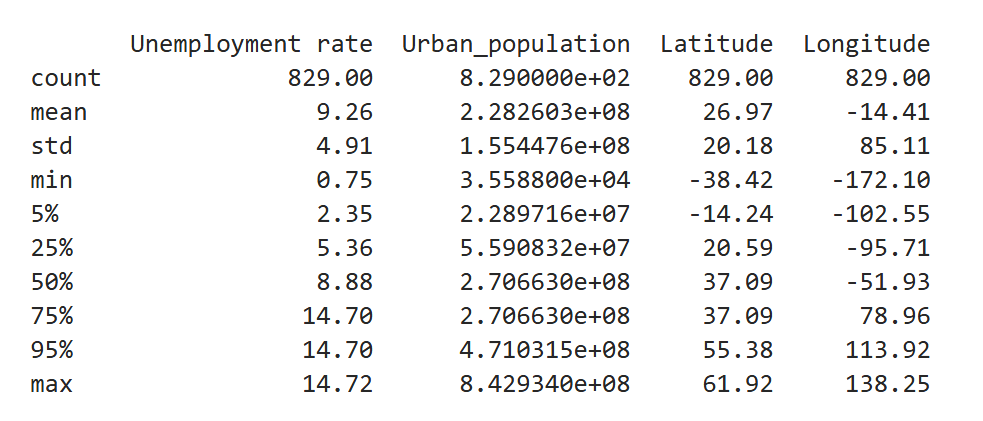 Unemployment rate Urban_population Latitude Longitude
count 829.00 8.290000e+02 829.00 829.00
mean 9.26 2.282603e+08 26.97 -14.41
std 4.91 1.554476e+08 20.18 85.11
min 0.75 3.558800e+04 -38.42 -172.10
5% 2.35 2.289716e+07 -14.24 -102.55
25% 5.36 5.590832e+07 20.59 -95.71
50% 8.88 2.706630e+08 37.09 -51.93
75% 14.70 2.706630e+08 37.09 78.96
95% 14.70 4.710315e+08 55.38 113.92
max 14.72 8.429340e+08 61.92 138.25